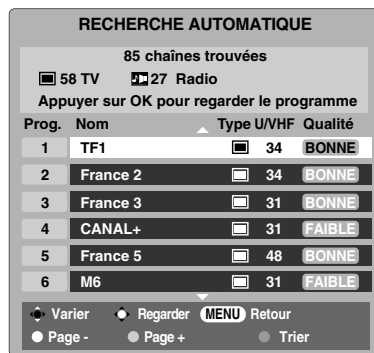 RECHERCHE AUTOMATIQUE
85 chaînes trouvées
58 TV 27 Radio
Appuyer sur OK pour regarder le programme
Prog. Nom Type U/VHF Qualité
1 TF1 34 BONNE
2 France 2 34 BONNE
3 France 3 31 BONNE
4 CANAL+ 31 FAIBLE
5 France 5 48 BONNE
6 M6 31 FAIBLE
Varier Regarder MENU Retour
Page - Page + Trier